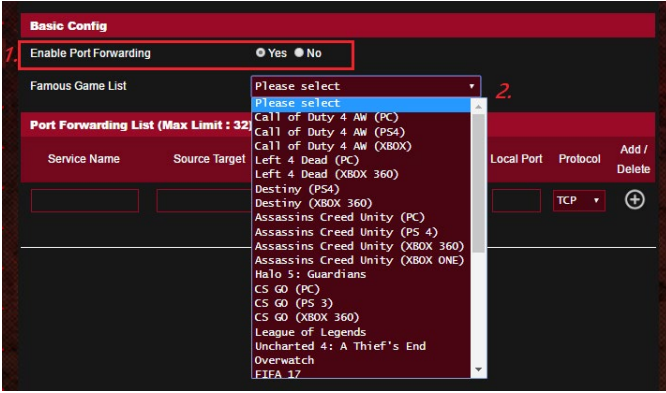 Basic Config
1.
Enable Port Forwarding Yes No
Famous Game List Please select
2.
Please select
Call of Duty 4 AW (PC)
Call of Duty 4 AW (PS4)
Call of Duty 4 AW (XBOX)
Left 4 Dead (PC)
Left 4 Dead (XBOX 360)
Destiny (PS4)
Destiny (XBOX 360)
Assassins Creed Unity (PC)
Assassins Creed Unity (PS 4)
Assassins Creed Unity (XBOX 360)
Assassins Creed Unity (XBOX ONE)
Halo 5: Guardians
CS GO (PC)
CS GO (PS 3)
CS GO (XBOX 360)
League of Legends
Uncharted 4: A Thief's End
Overwatch
FIFA 17
Port Forwarding List (Max Limit : 32)
Service Name Source Target Local Port Protocol Add /
Delete
TCP